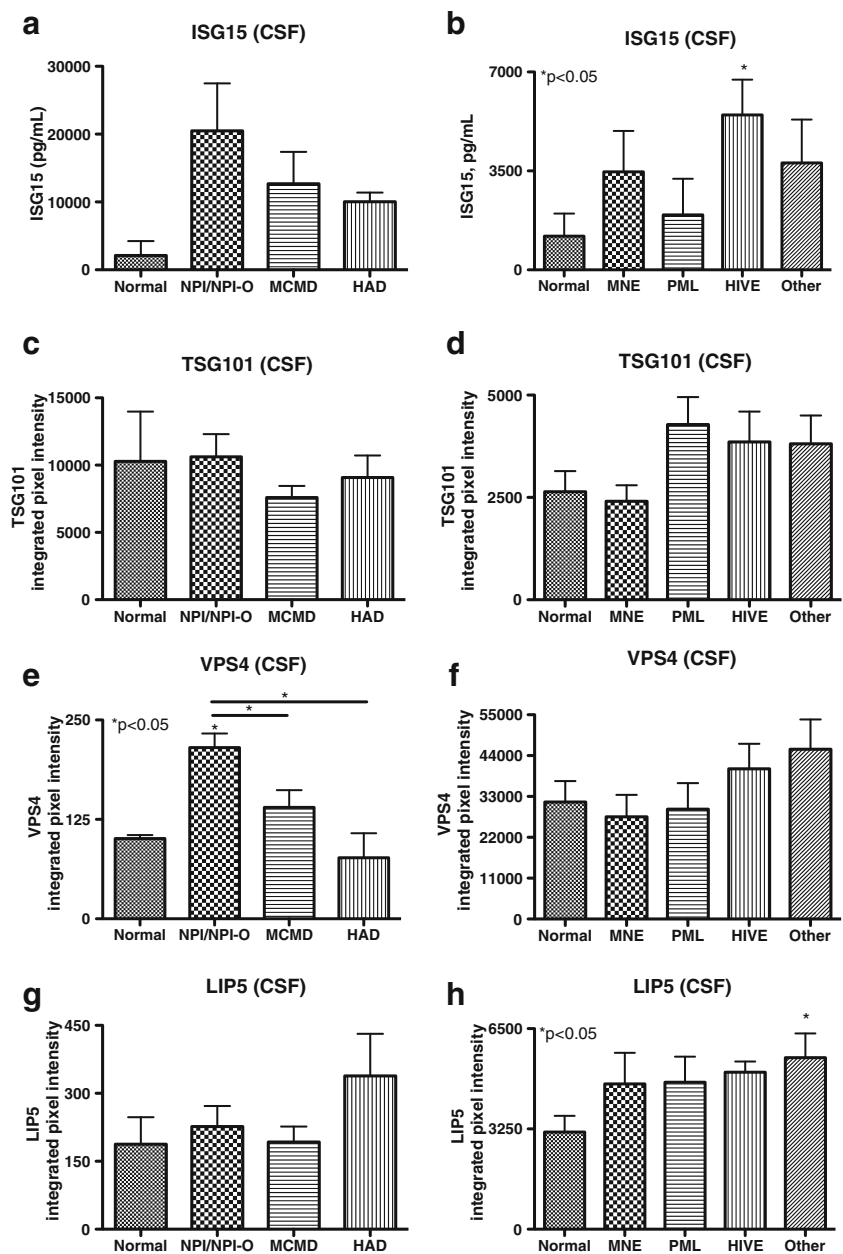 a
ISG15 (CSF)
ISG15 (pg/mL)
30000
20000
10000
0
Normal NPI/NPI-O MCMD HAD
b
ISG15 (CSF)
*p<0.05
*
ISG15, pg/mL
7000
3500
0
Normal MNE PML HIVE Other
c
TSG101 (CSF)
TSG101
integrated pixel intensity
15000
10000
5000
0
Normal NPI/NPI-O MCMD HAD
d
TSG101 (CSF)
TSG101
integrated pixel intensity
5000
2500
0
Normal MNE PML HIVE Other
e
VPS4 (CSF)
*p<0.05
*
*
*
VPS4
integrated pixel intensity
250
125
0
Normal NPI/NPI-O MCMD HAD
f
VPS4 (CSF)
VPS4
integrated pixel intensity
55000
44000
33000
22000
11000
0
Normal MNE PML HIVE Other
g
LIP5 (CSF)
LIP5
integrated pixel intensity
450
300
150
0
Normal NPI/NPI-O MCMD HAD
h
LIP5 (CSF)
*p<0.05
*
LIP5
integrated pixel intensity
6500
3250
0
Normal MNE PML HIVE Other